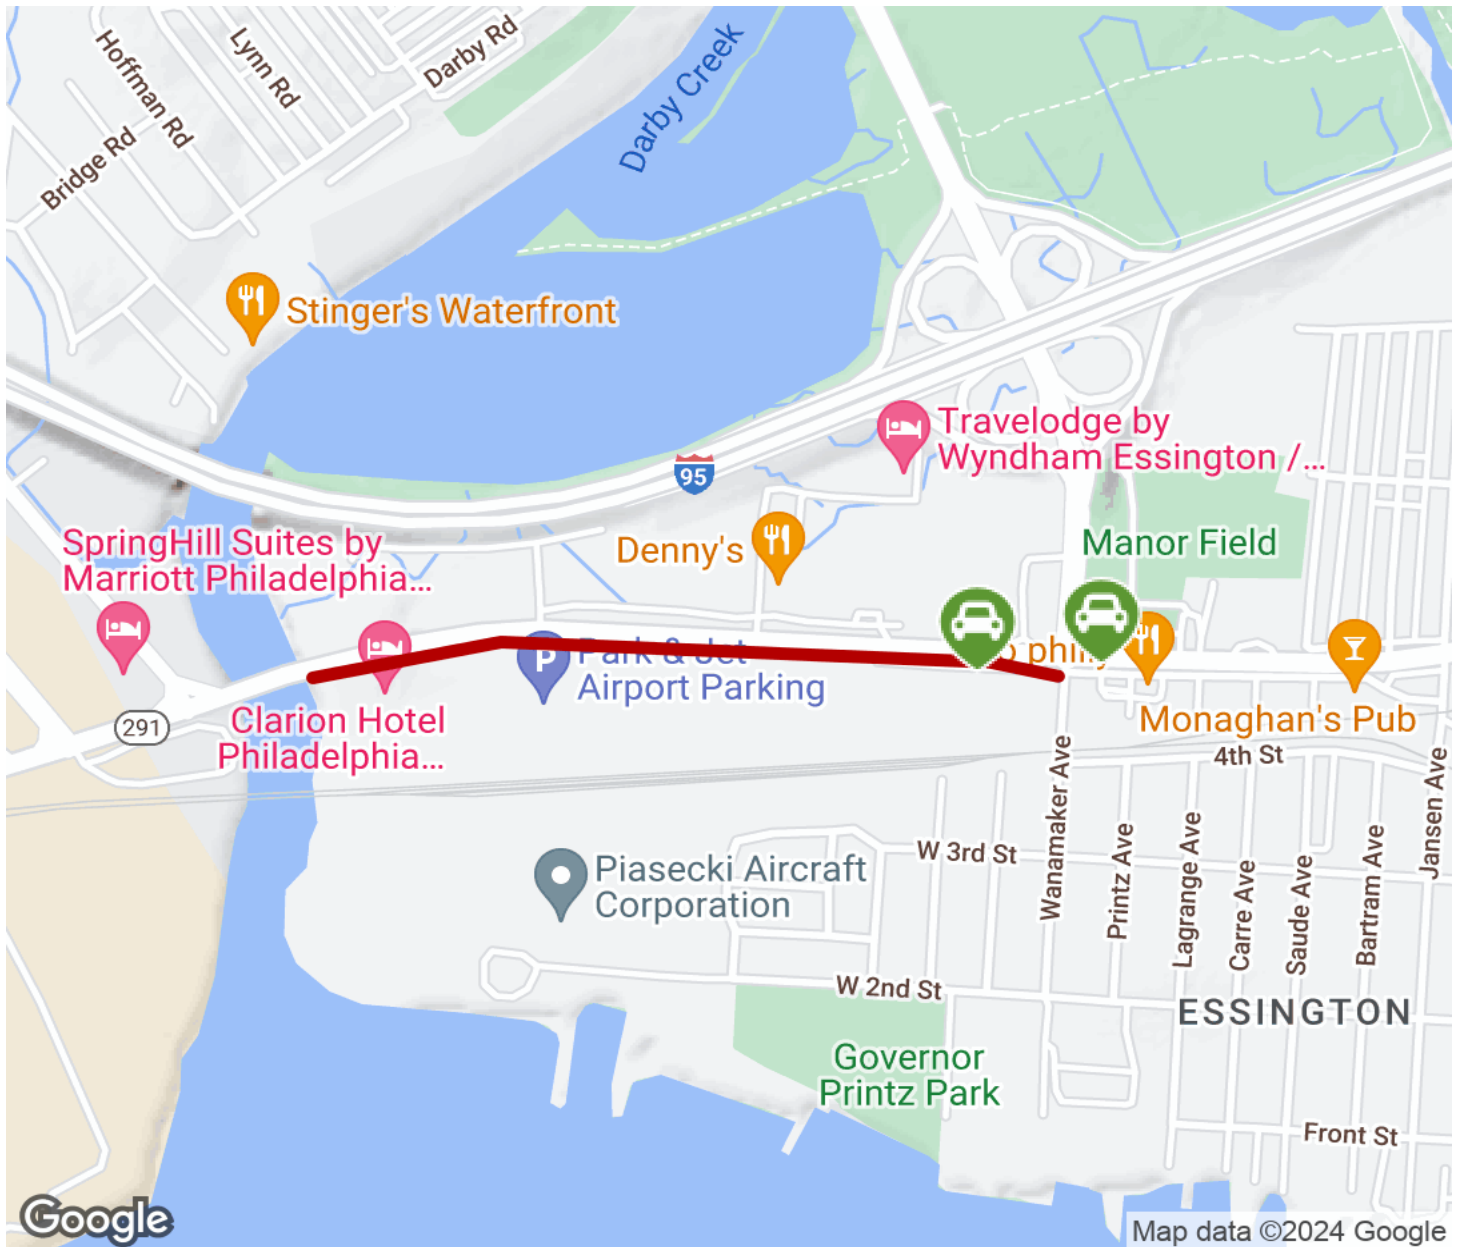 Hoffman Rd
Lynn Rd
Darby Rd
Bridge Rd
Darby Creek
Stinger's Waterfront
Travelodge by
Wyndham Essington /...
95
Denny's
Manor Field
SpringHill Suites by
Marriott Philadelphia...
P
Park & Jet
Airport Parking
philly
291
Clarion Hotel
Philadelphia...
Monaghan's Pub
4th St
Wanamaker Ave
Printz Ave
Lagrange Ave
Carre Ave
Saude Ave
Bartram Ave
Jansen Ave
W 3rd St
Piasecki Aircraft
Corporation
W 2nd St
ESSINGTON
Governor
Printz Park
Front St
Google
Map data ©2024 Google